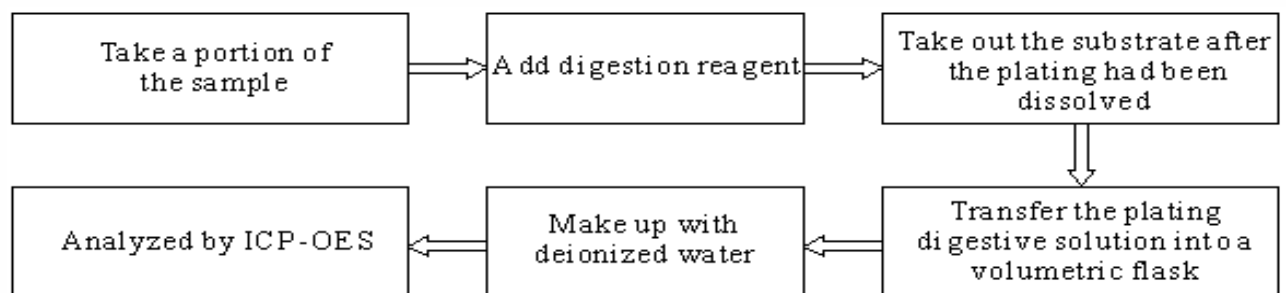 Take a portion of
the sample
Add digestion reagent
Take out the substrate after
the plating had been
dissolved
Transfer the plating
digestive solution into a
volumetric flask
Make up with
deionized water
Analyzed by ICP-OES